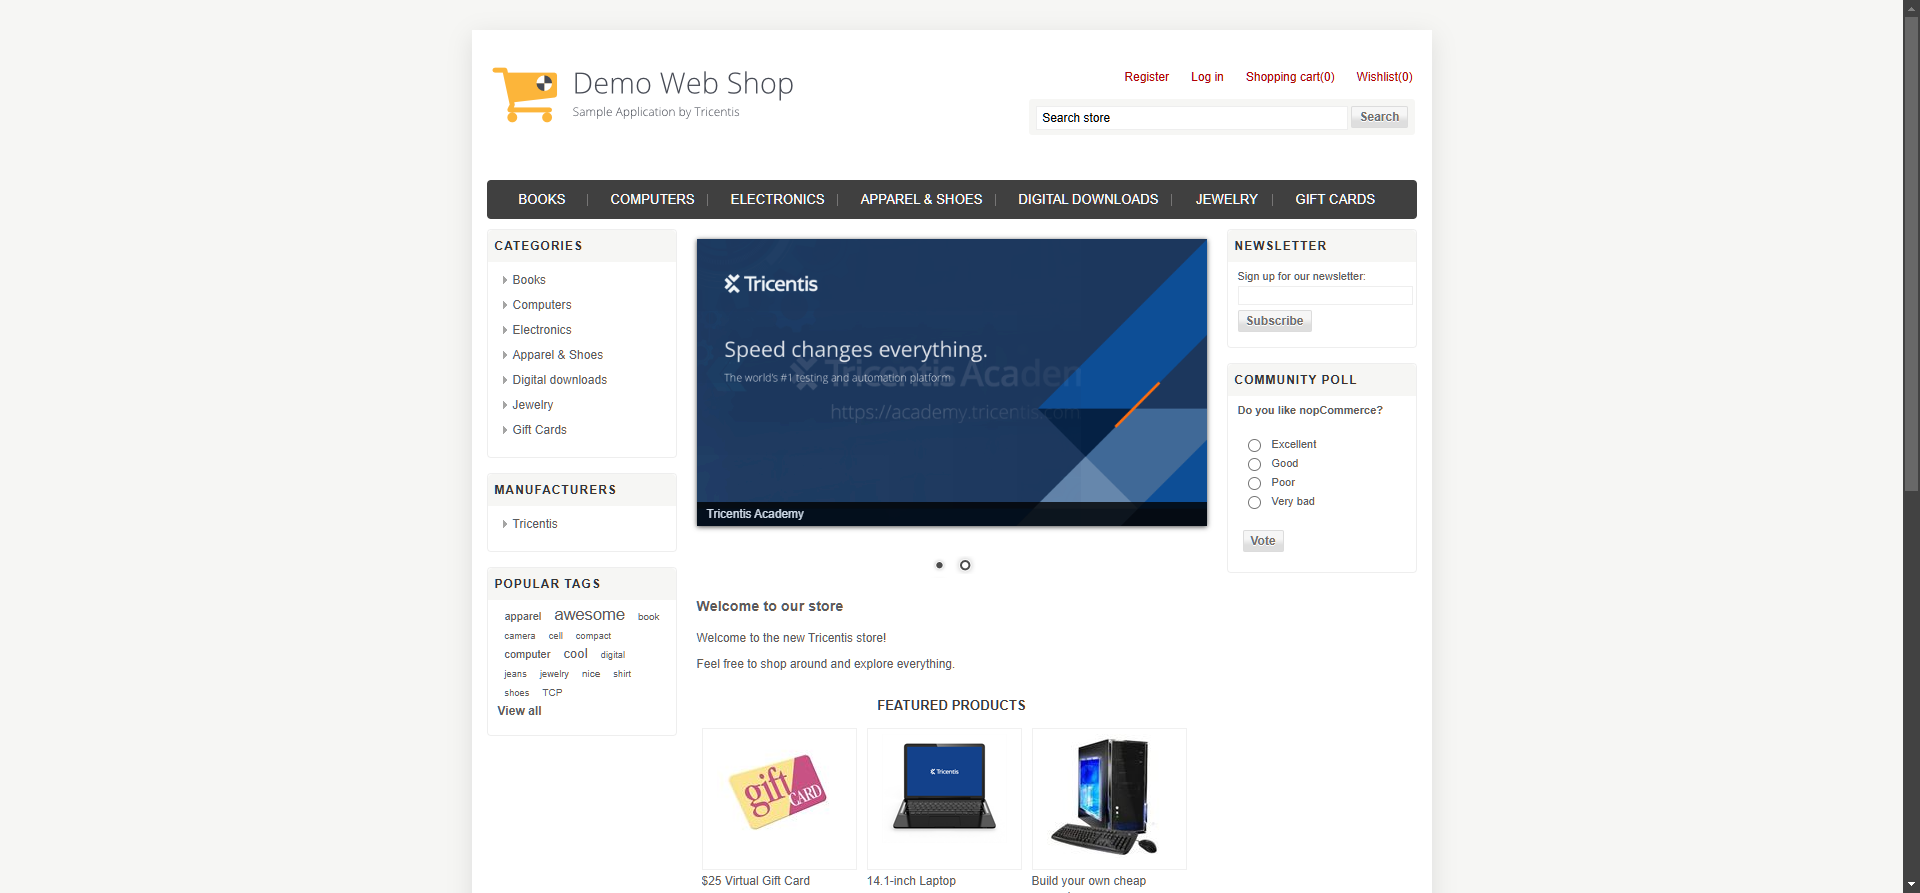 Demo Web Shop
Sample Application by Tricentis
Register Log in Shopping cart(0) Wishlist(0)
Search store Search
BOOKS COMPUTERS ELECTRONICS APPAREL & SHOES DIGITAL DOWNLOADS JEWELRY GIFT CARDS
CATEGORIES
Books
Computers
Electronics
Apparel & Shoes
Digital downloads
Jewelry
Gift Cards
MANUFACTURERS
Tricentis
POPULAR TAGS
apparel awesome book
camera cell compact
computer cool digital
jeans jewelry nice shirt
shoes TCP
View all
Tricentis
Speed changes everything.
The world's #1 testing and automation platform
Tricentis Academy
https://academy.tricentis.com
Tricentis Academy
Welcome to our store
Welcome to the new Tricentis store!
Feel free to shop around and explore everything.
FEATURED PRODUCTS
gift CARD
Tricentis
$25 Virtual Gift Card
14.1-inch Laptop
Build your own cheap
NEWSLETTER
Sign up for our newsletter:
Subscribe
COMMUNITY POLL
Do you like nopCommerce?
Excellent
Good
Poor
Very bad
Vote